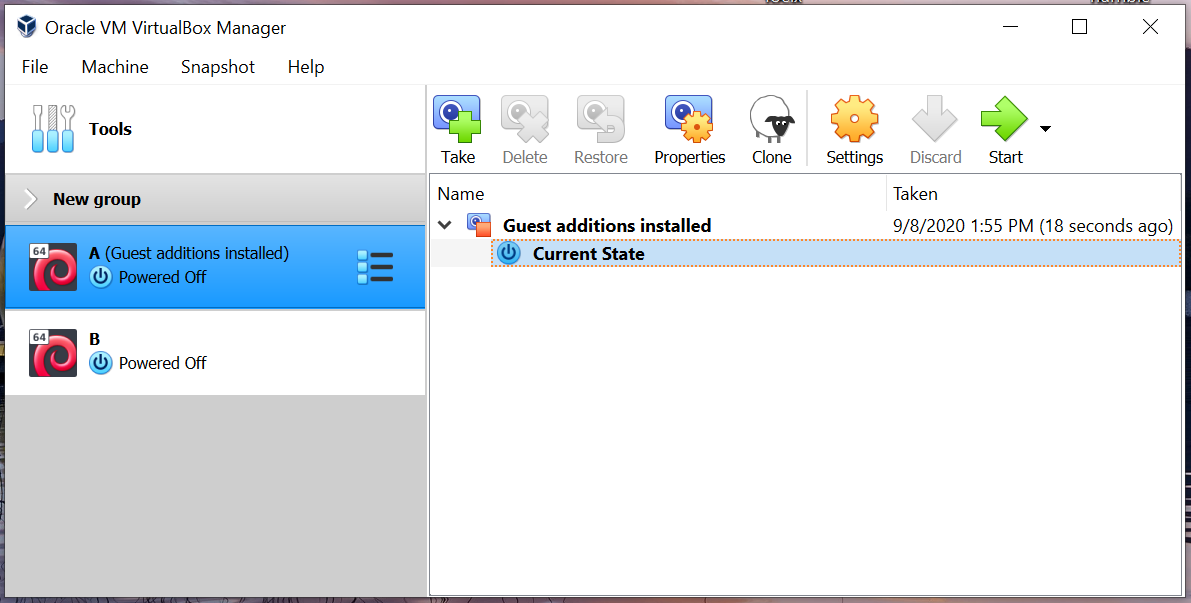 Oracle VM VirtualBox Manager
File Machine Snapshot Help
Tools
Take Delete Restore Properties Clone Settings Discard Start
New group
64
A (Guest additions installed)
Powered Off
64
B
Powered Off
Name Taken
Guest additions installed 9/8/2020 1:55 PM (18 seconds ago)
Current State